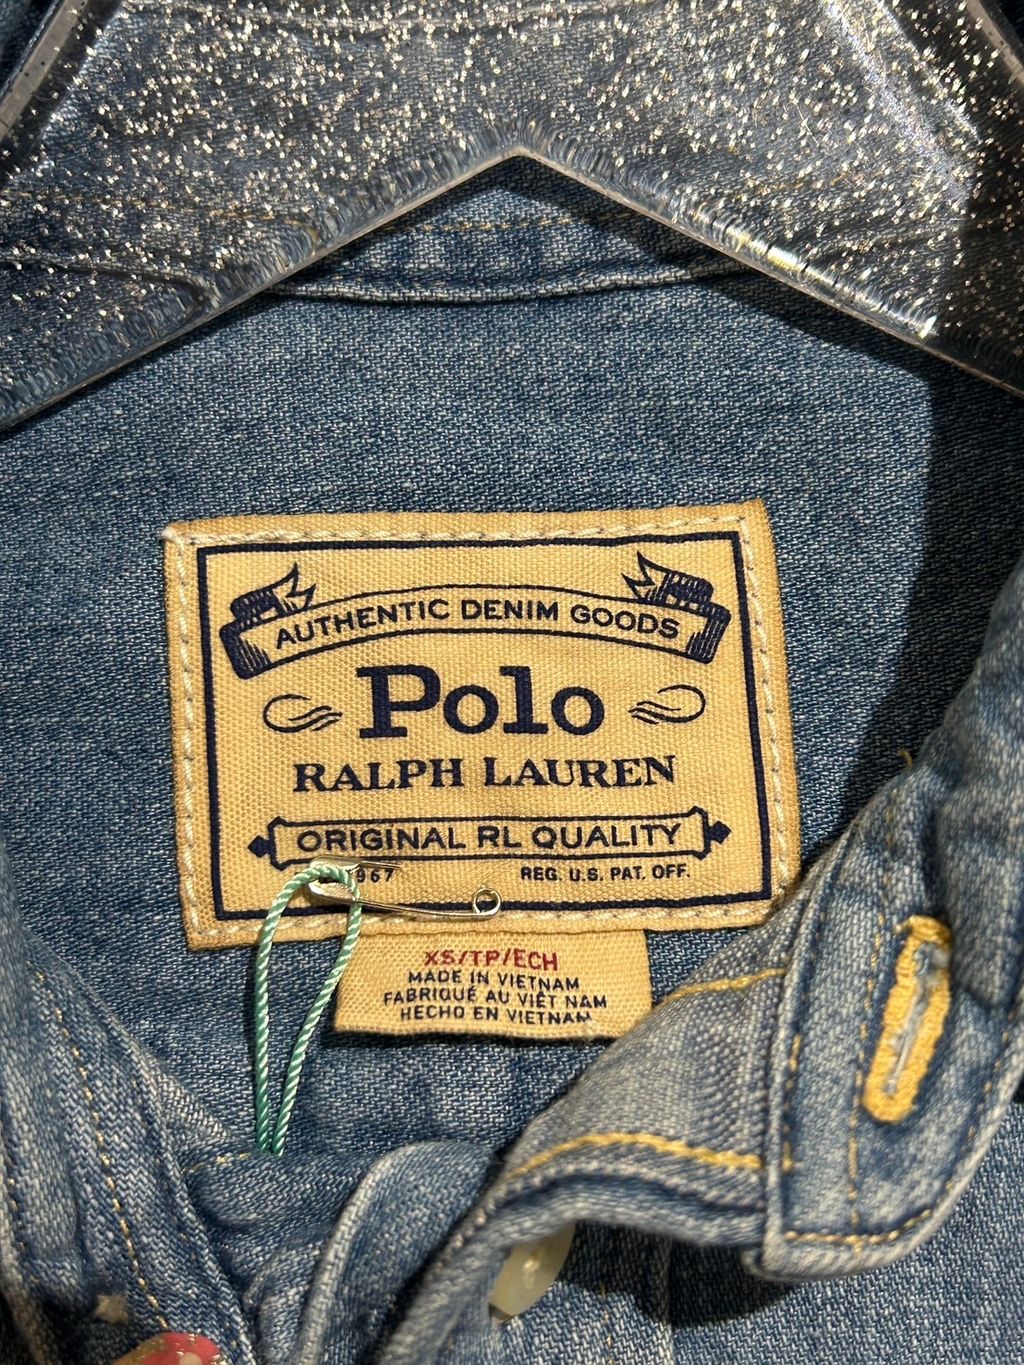 AUTHENTIC DENIM GOODS
Polo
RALPH LAUREN
ORIGINAL RL QUALITY
REG. U.S. PAT. OFF.
XS/TP/ECH
MADE IN VIETNAM
FABRIQUÉ AU VIÊT NAM
HECHO EN VIETNAM